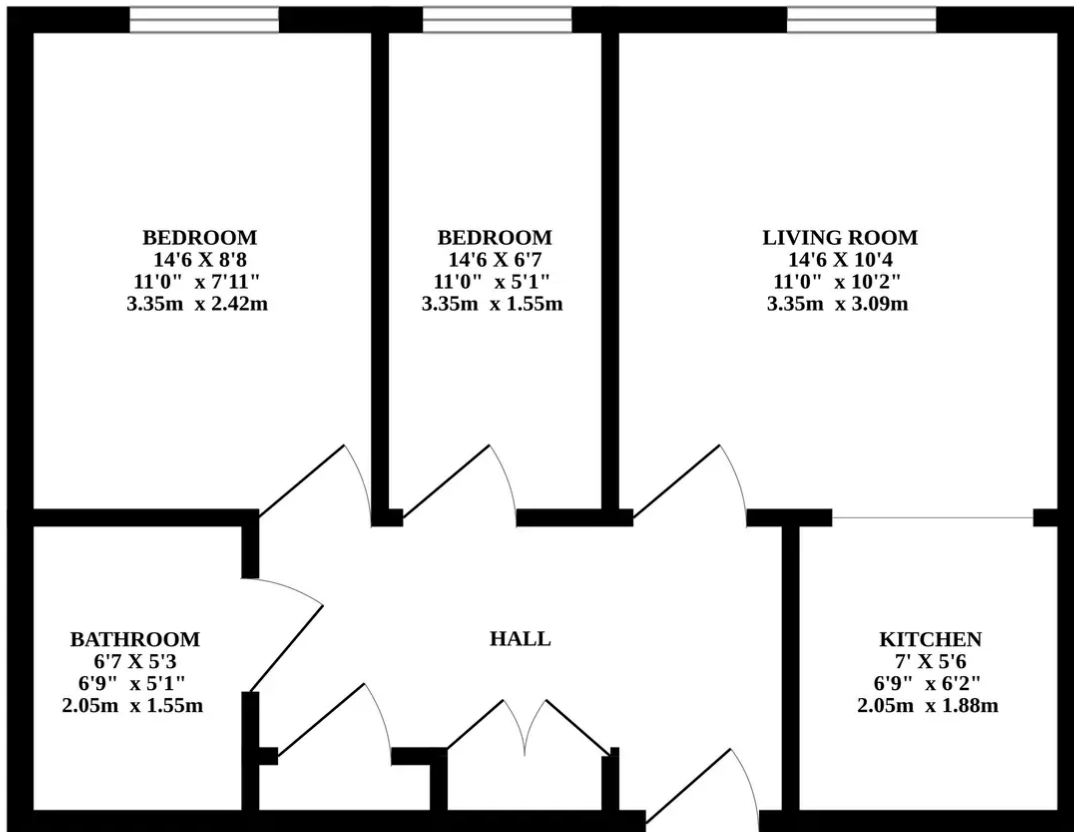 BEDROOM
14'6 X 8'8
11'0" x 7'11"
3.35m x 2.42m
BEDROOM
14'6 X 6'7
11'0" x 5'1"
3.35m x 1.55m
LIVING ROOM
14'6 X 10'4
11'0" x 10'2"
3.35m x 3.09m
BATHROOM
6'7 X 5'3
6'9" x 5'1"
2.05m x 1.55m
HALL
KITCHEN
7' X 5'6
6'9" x 6'2"
2.05m x 1.88m